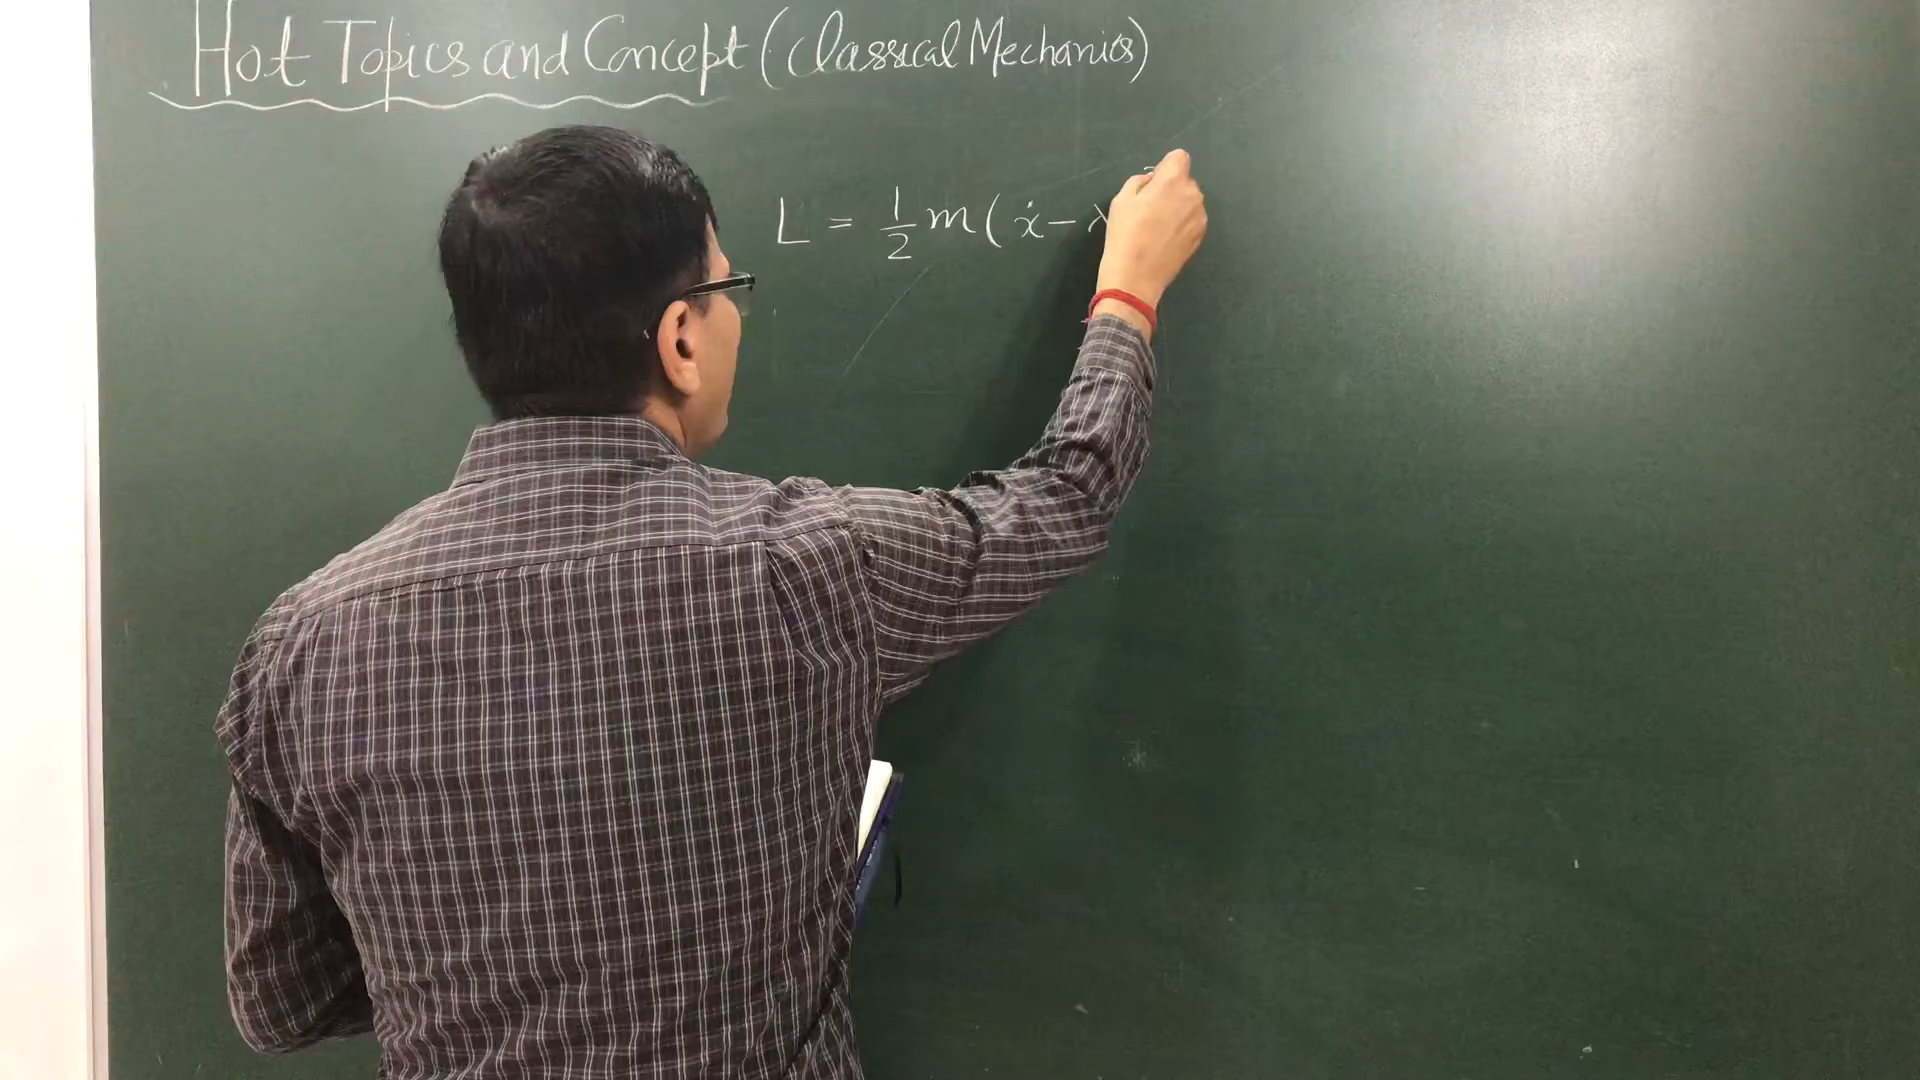 Hot Topics and Concept (Classical Mechanics)
L = 1/2 m ( ẋ - λ